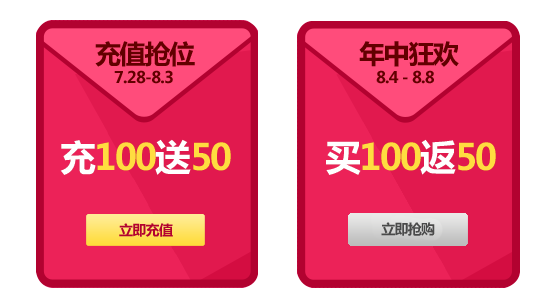 充值抢位
7.28-8.3
充100送50
立即充值
年中狂欢
8.4 - 8.8
买100返50
立即抢购